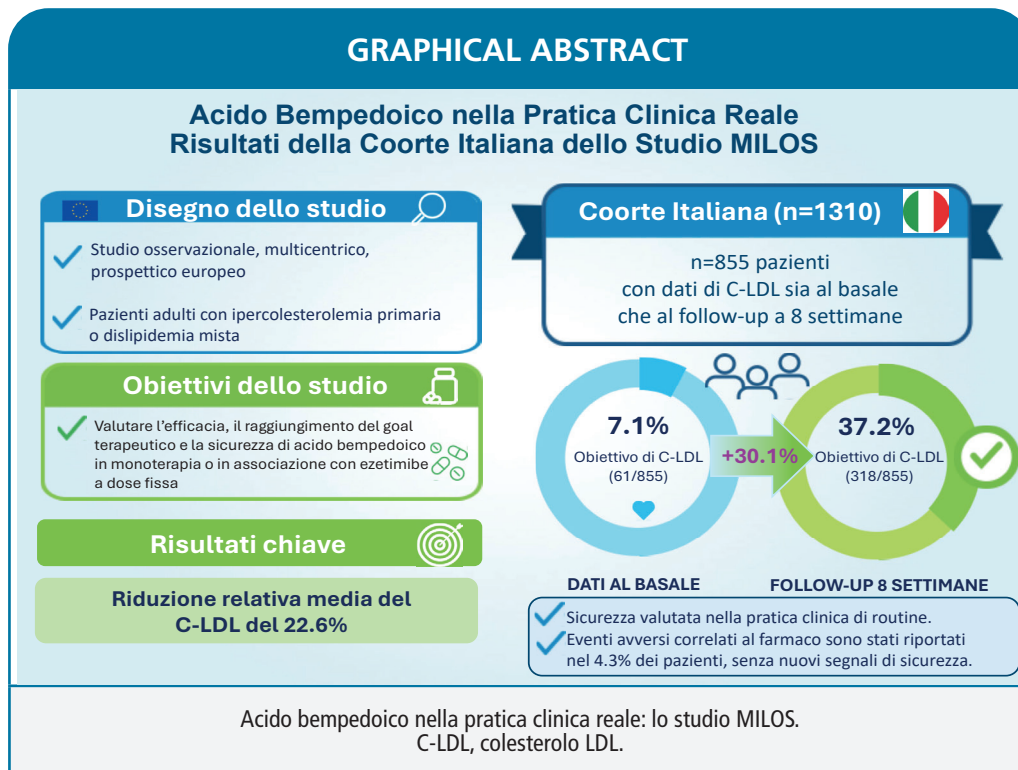 GRAPHICAL ABSTRACT
Acido Bempedoico nella Pratica Clinica Reale
Risultati della Coorte Italiana dello Studio MILOS
Disegno dello studio
Studio osservazionale, multicentrico,
prospettico europeo
Pazienti adulti con ipercolesterolemia primaria
o dislipidemia mista
Obiettivi dello studio
Valutare l'efficacia, il raggiungimento del goal
terapeutico e la sicurezza di acido bempedoico
in monoterapia o in associazione con ezetimibe
a dose fissa
Risultati chiave
Riduzione relativa media del
C-LDL del 22.6%
Coorte Italiana (n=1310)
n=855 pazienti
con dati di C-LDL sia al basale
che al follow-up a 8 settimane
7.1%
Obiettivo di C-LDL
(61/855)
+30.1%
37.2%
Obiettivo di C-LDL
(318/855)
DATI AL BASALE
FOLLOW-UP 8 SETTIMANE
Sicurezza valutata nella pratica clinica di routine.
Eventi avversi correlati al farmaco sono stati riportati
nel 4.3% dei pazienti, senza nuovi segnali di sicurezza.
Acido bempedoico nella pratica clinica reale: lo studio MILOS.
C-LDL, colesterolo LDL.